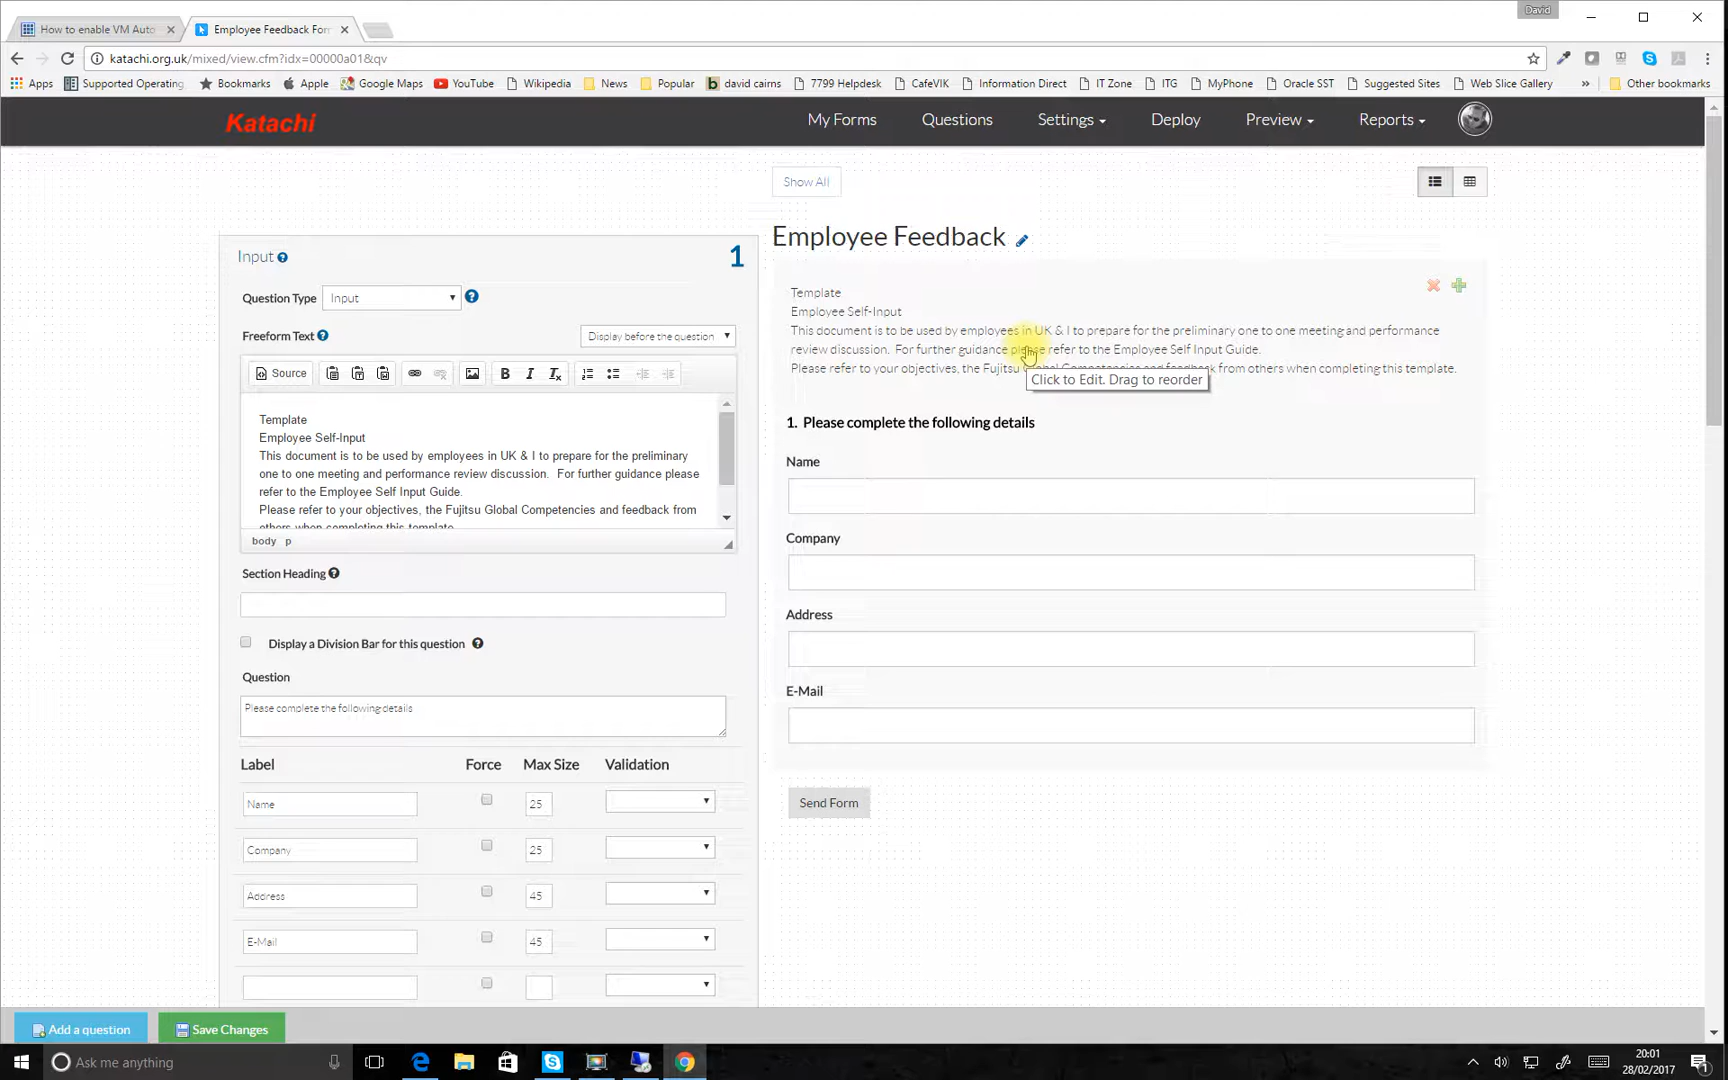 David
How to enable VM Auto
Employee Feedback For
katachi.org.uk/mixed/view.cfm?idx=00000a01&qv
Apps
Supported Operating
Bookmarks
Apple
Google Maps
YouTube
Wikipedia
News
Popular
david cairns
7799 Helpdesk
CafeVIK
Information Direct
IT Zone
ITG
MyPhone
Oracle SST
Suggested Sites
Web Slice Gallery
Other bookmarks
Katachi
My Forms
Questions
Settings
Deploy
Preview
Reports
Show All
Input
1
Question Type
Input
Freeform Text
Display before the question
Source
B
I
Template
Employee Self-Input
This document is to be used by employees in UK & I to prepare for the preliminary
one to one meeting and performance review discussion.  For further guidance please
refer to the Employee Self Input Guide.
Please refer to your objectives, the Fujitsu Global Competencies and feedback from
others when completing this template.
body p
Section Heading
Display a Division Bar for this question
Question
Please complete the following details
Label Force Max Size Validation
Name 25
Company 25
Address 45
E-Mail 45
Employee Feedback
Template
Employee Self-Input
This document is to be used by employees in UK & I to prepare for the preliminary one to one meeting and performance
review discussion.  For further guidance please refer to the Employee Self Input Guide.
Please refer to your objectives, the Fujitsu Global Competencies and feedback from others when completing this template.
Click to Edit. Drag to reorder
1. Please complete the following details
Name
Company
Address
E-Mail
Send Form
Add a question
Save Changes
Ask me anything
20:01
28/02/2017